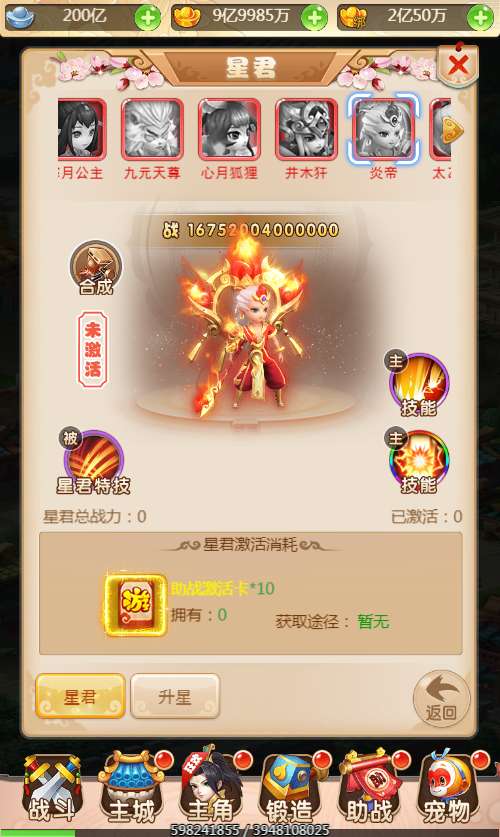 200亿
9亿9985万
2亿50万
星君
月公主
九元天尊
心月狐狸
井木犴
炎帝
太
战 16752004000000
合成
未激活
主
技能
被
星君特技
主
技能
星君总战力：0
已激活：0
星君激活消耗
游
助战激活卡*10
拥有：0
获取途径：暂无
星君
升星
返回
战斗
主城
主角
锻造
助战
宠物
598241855 / 3948108025